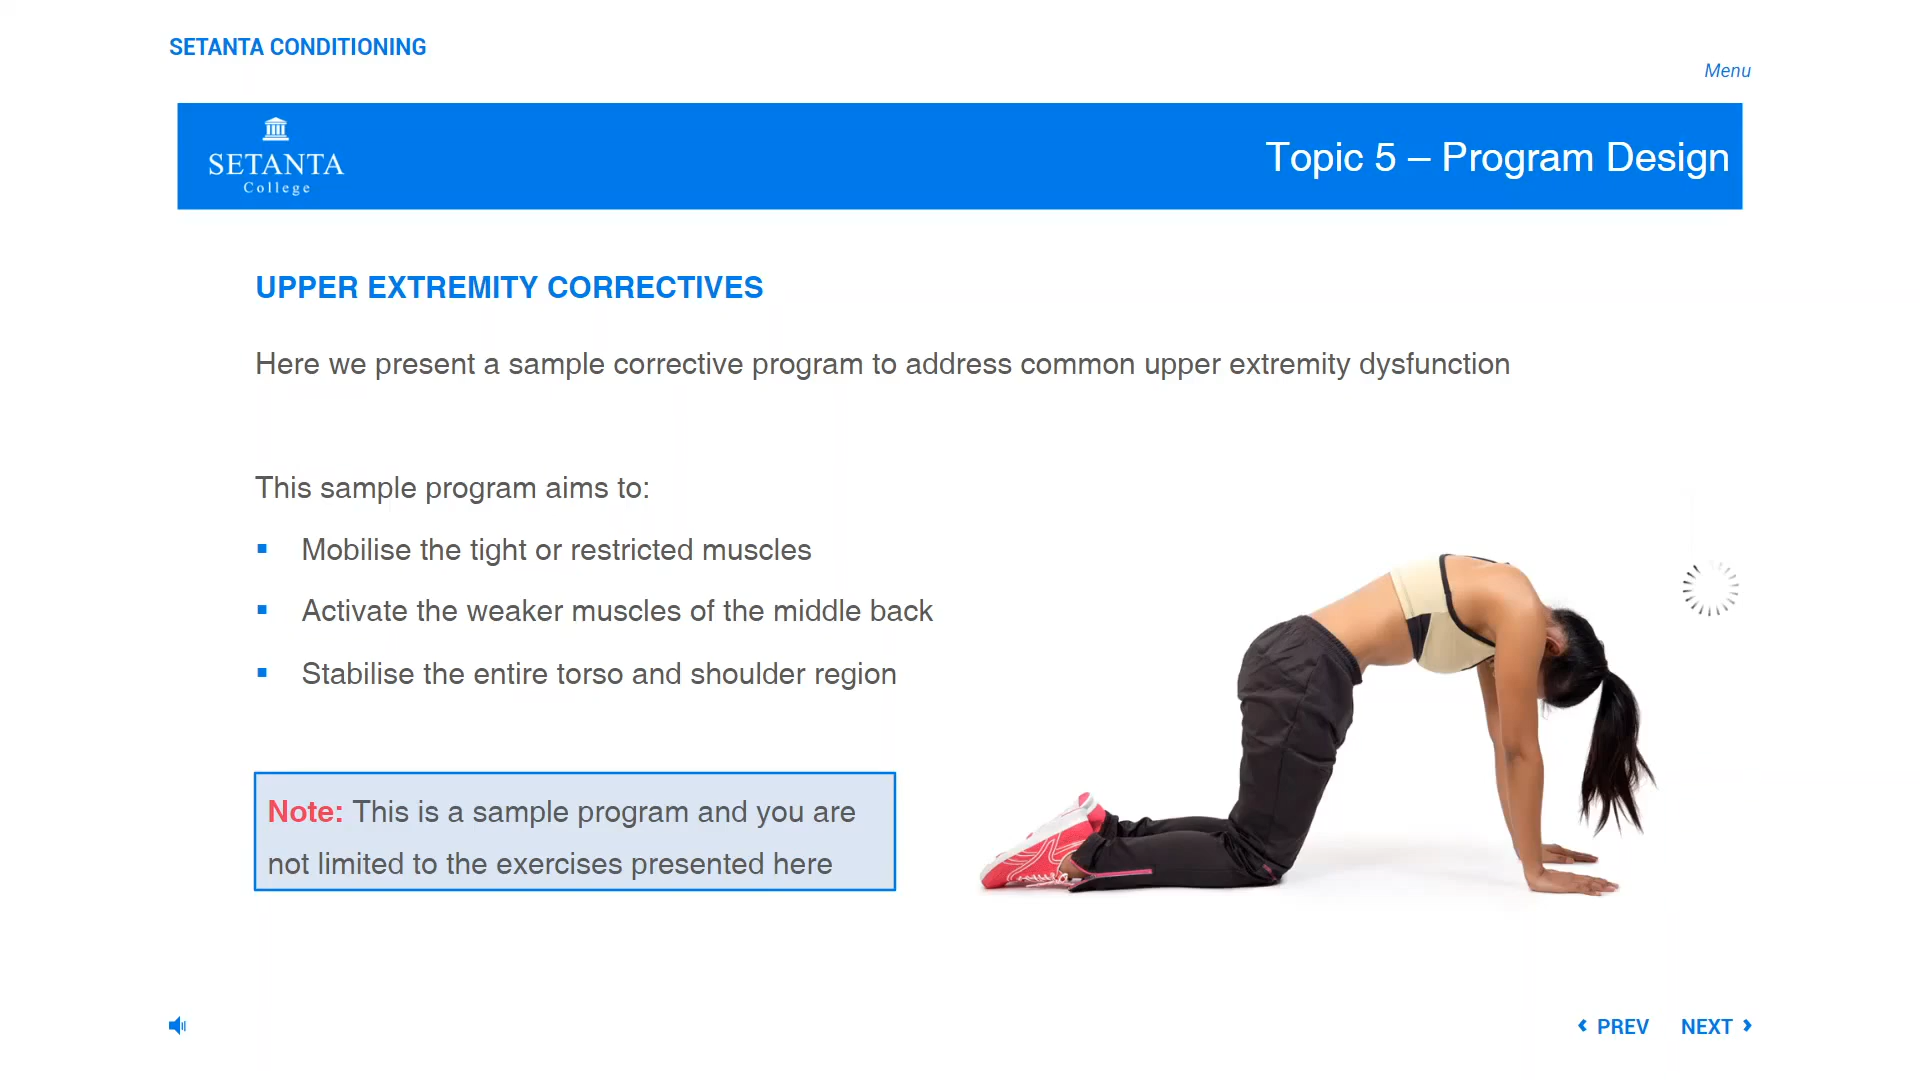 SETANTA CONDITIONING
Menu
SETANTA
College
Topic 5 – Program Design
UPPER EXTREMITY CORRECTIVES
Here we present a sample corrective program to address common upper extremity dysfunction
This sample program aims to:
▪ Mobilise the tight or restricted muscles
▪ Activate the weaker muscles of the middle back
▪ Stabilise the entire torso and shoulder region
Note: This is a sample program and you are
not limited to the exercises presented here
PREV NEXT